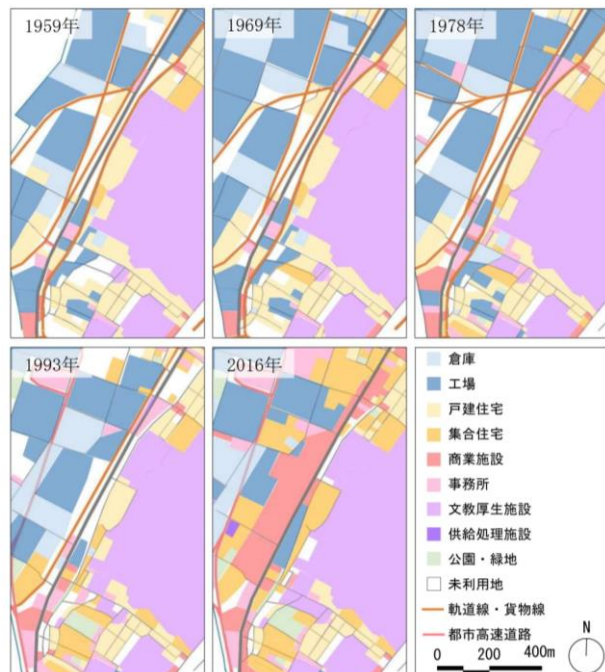 1959年
1969年
1978年
1993年
2016年
倉庫
工場
戸建住宅
集合住宅
商業施設
事務所
文教厚生施設
供給処理施設
公園・緑地
未利用地
軌道線・貨物線
都市高速道路
N
0 200 400m